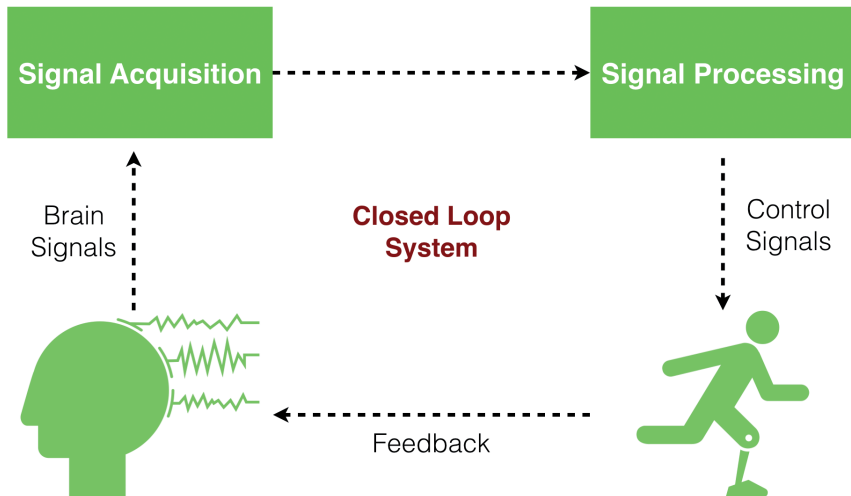 Signal Acquisition
Signal Processing
Brain
Signals
Closed Loop
System
Control
Signals
Feedback